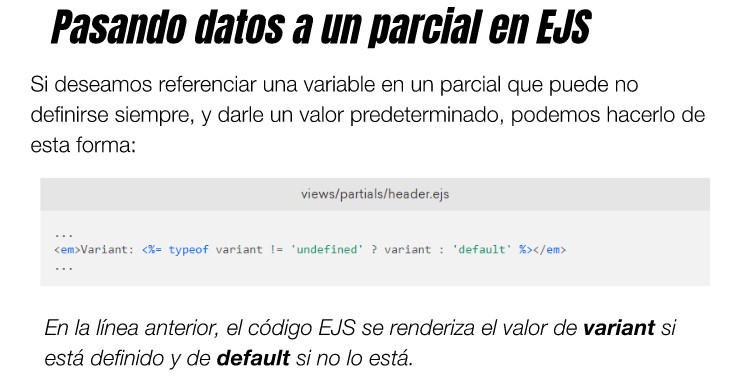 Pasando datos a un parcial en EJS
Si deseamos referenciar una variable en un parcial que puede no
definirse siempre, y darle un valor predeterminado, podemos hacerlo de
esta forma:
views/partials/header.ejs
...
<em>Variant: <%= typeof variant != 'undefined' ? variant : 'default' %></em>
...
En la línea anterior, el código EJS se renderiza el valor de variant si
está definido y de default si no lo está.